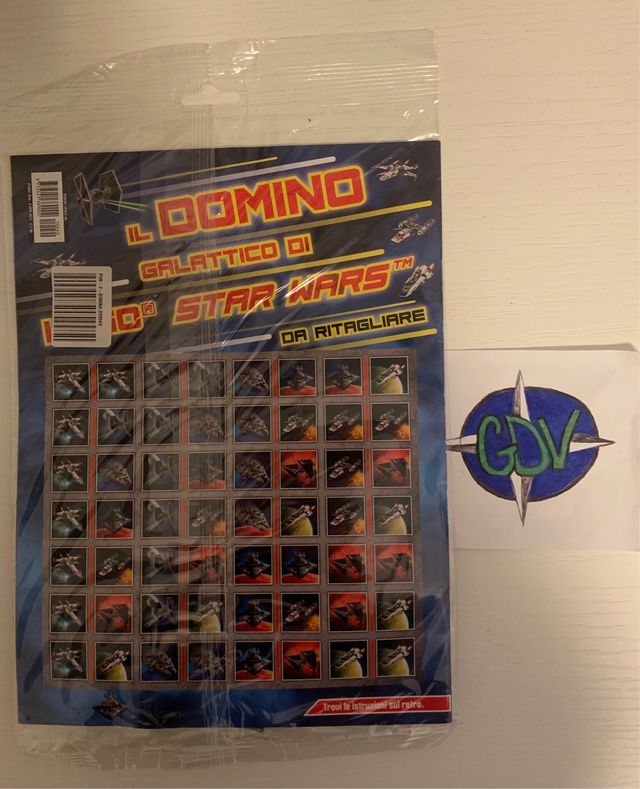 IL DOMINO
GALATTICO DI
STAR WARS™
DA RITAGLIARE
GDV
Trovi le istruzioni sul retro.